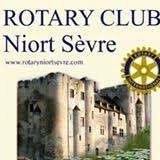 ROTARY CLUB
Niort Sèvre
www.rotaryniortsevre.com